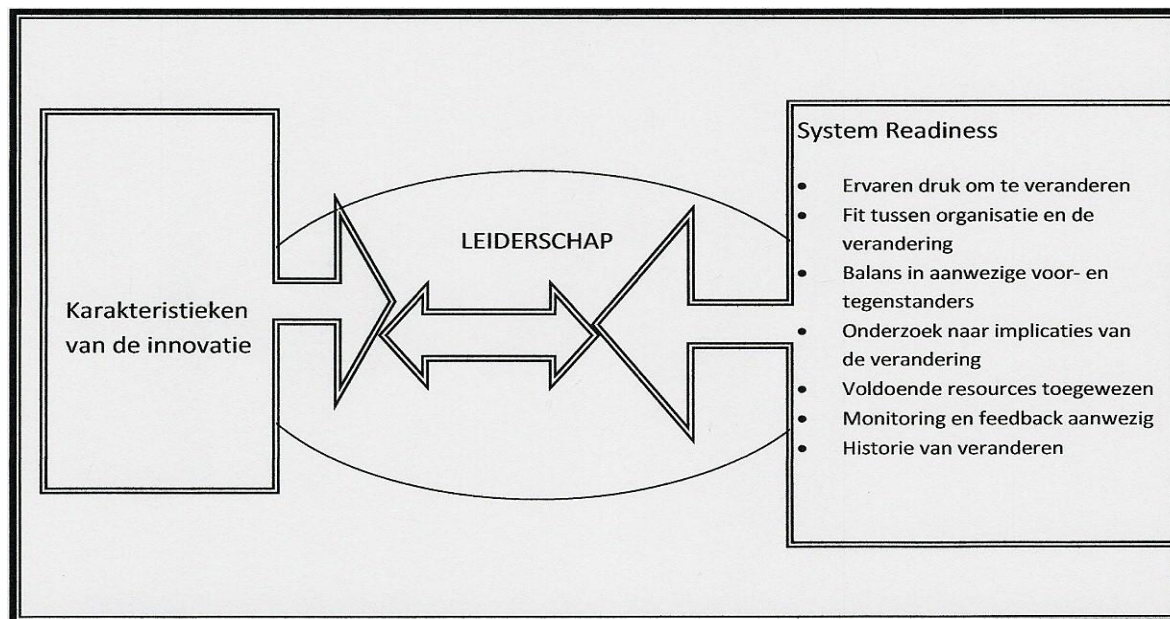 Karakteristieken
van de innovatie
LEIDERSCHAP
System Readiness
• Ervaren druk om te veranderen
• Fit tussen organisatie en de
verandering
• Balans in aanwezige voor- en
tegenstanders
• Onderzoek naar implicaties van
de verandering
• Voldoende resources toegewezen
• Monitoring en feedback aanwezig
• Historie van veranderen